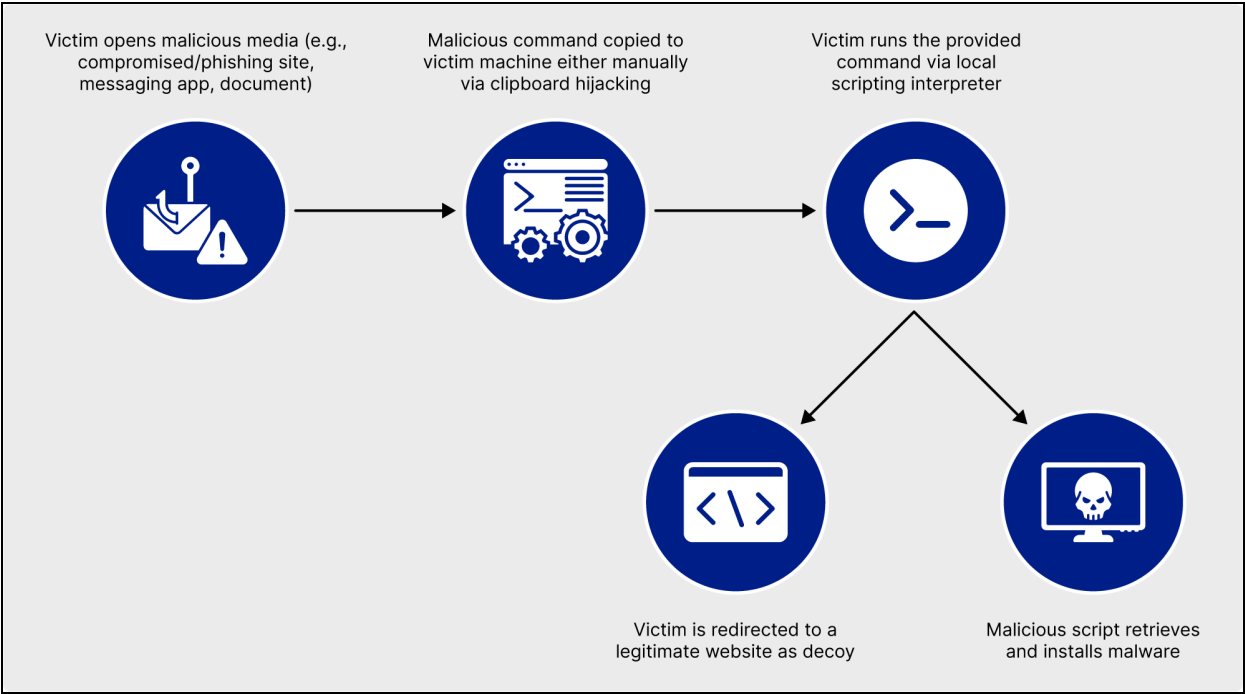 Victim opens malicious media (e.g.,
compromised/phishing site,
messaging app, document)
Malicious command copied to
victim machine either manually
via clipboard hijacking
Victim runs the provided
command via local
scripting interpreter
Victim is redirected to a
legitimate website as decoy
Malicious script retrieves
and installs malware